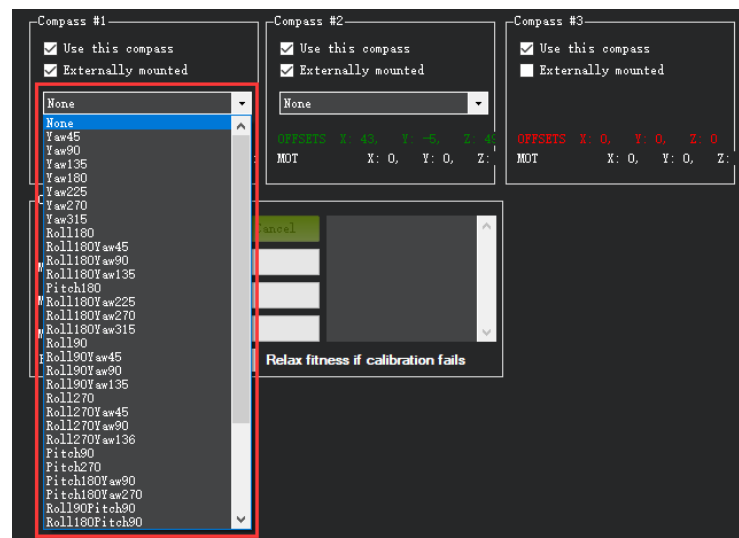 Compass #1
Use this compass
Externally mounted
None
None
Yaw45
Yaw90
Yaw135
Yaw180
Yaw225
Yaw270
Yaw315
Roll180
Roll180Yaw45
Roll180Yaw90
Roll180Yaw135
Pitch180
Roll180Yaw225
Roll180Yaw270
Roll180Yaw315
Roll90
Roll90Yaw45
Roll90Yaw90
Roll90Yaw135
Roll270
Roll270Yaw45
Roll270Yaw90
Roll270Yaw136
Pitch90
Pitch270
Pitch180Yaw90
Pitch180Yaw270
Roll90Pitch90
Roll180Pitch90
Compass #2
Use this compass
Externally mounted
None
OFFSETS X: 43, Y: -5, Z: 49
MOT X: 0, Y: 0, Z:
Compass #3
Use this compass
Externally mounted
OFFSETS X: 0, Y: 0, Z: 0
MOT X: 0, Y: 0, Z:
Cancel
Relax fitness if calibration fails